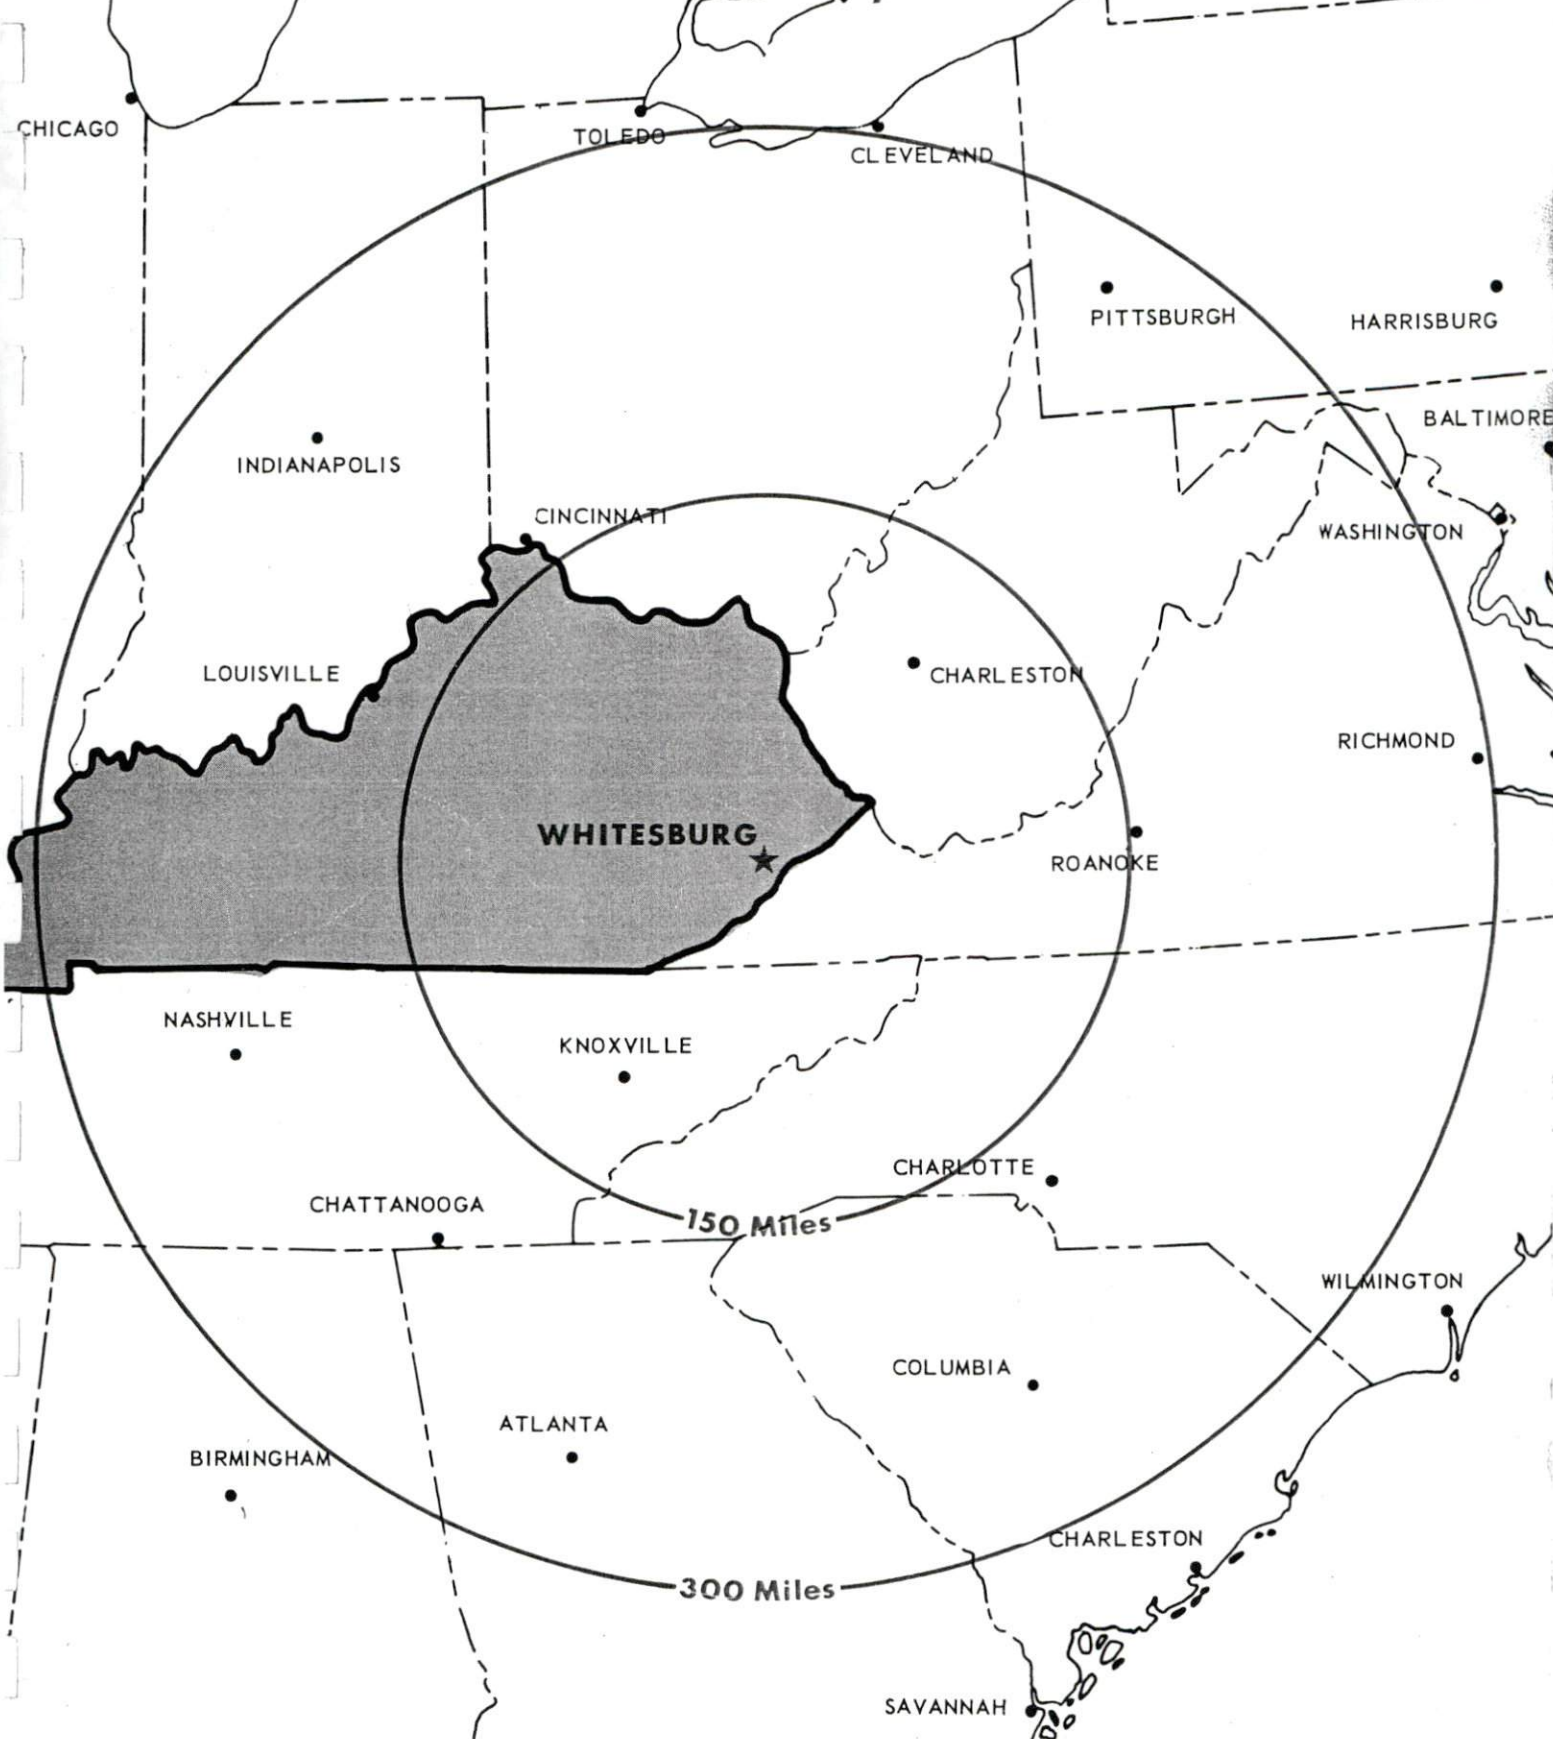 CHICAGO
TOLEDO
CLEVELAND
PITTSBURGH
HARRISBURG
BALTIMORE
INDIANAPOLIS
CINCINNATI
WASHINGTON
LOUISVILLE
CHARLESTON
RICHMOND
WHITESBURG
ROANOKE
NASHVILLE
KNOXVILLE
CHARLOTTE
CHATTANOOGA
150 Miles
WILMINGTON
COLUMBIA
ATLANTA
BIRMINGHAM
CHARLESTON
300 Miles
SAVANNAH